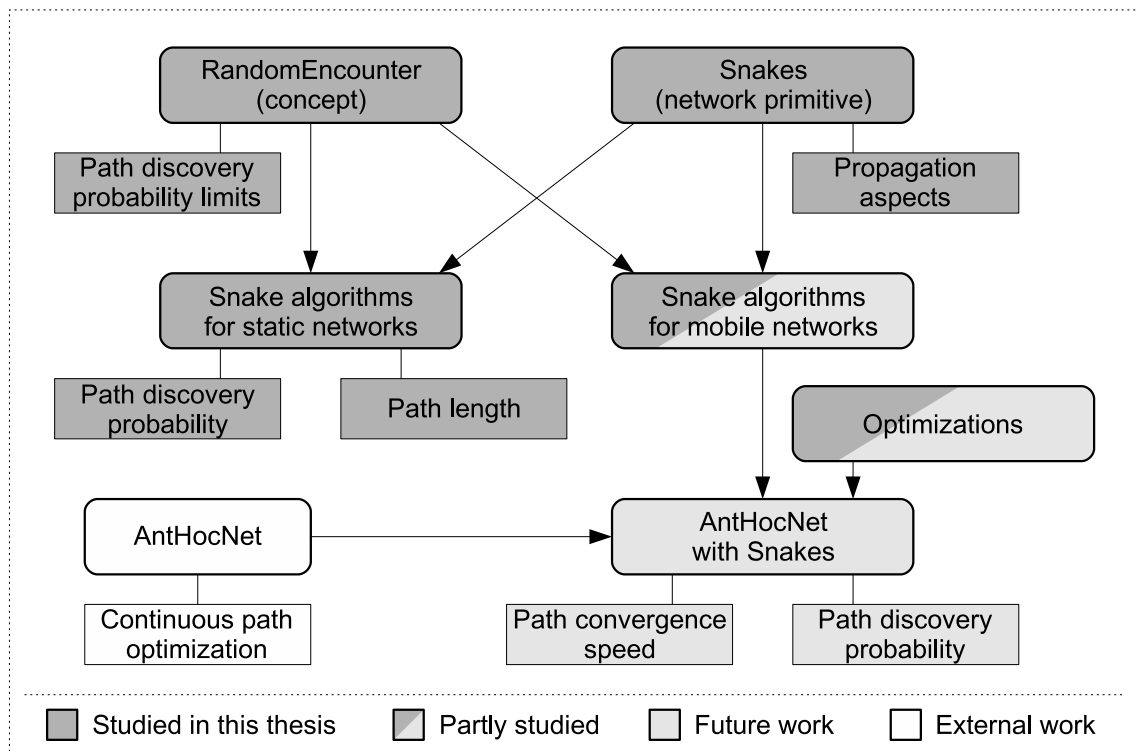 RandomEncounter
(concept)
Snakes
(network primitive)
Path discovery
probability limits
Propagation
aspects
Snake algorithms
for static networks
Snake algorithms
for mobile networks
Path discovery
probability
Path length
Optimizations
AntHocNet
AntHocNet
with Snakes
Continuous path
optimization
Path convergence
speed
Path discovery
probability
Studied in this thesis
Partly studied
Future work
External work